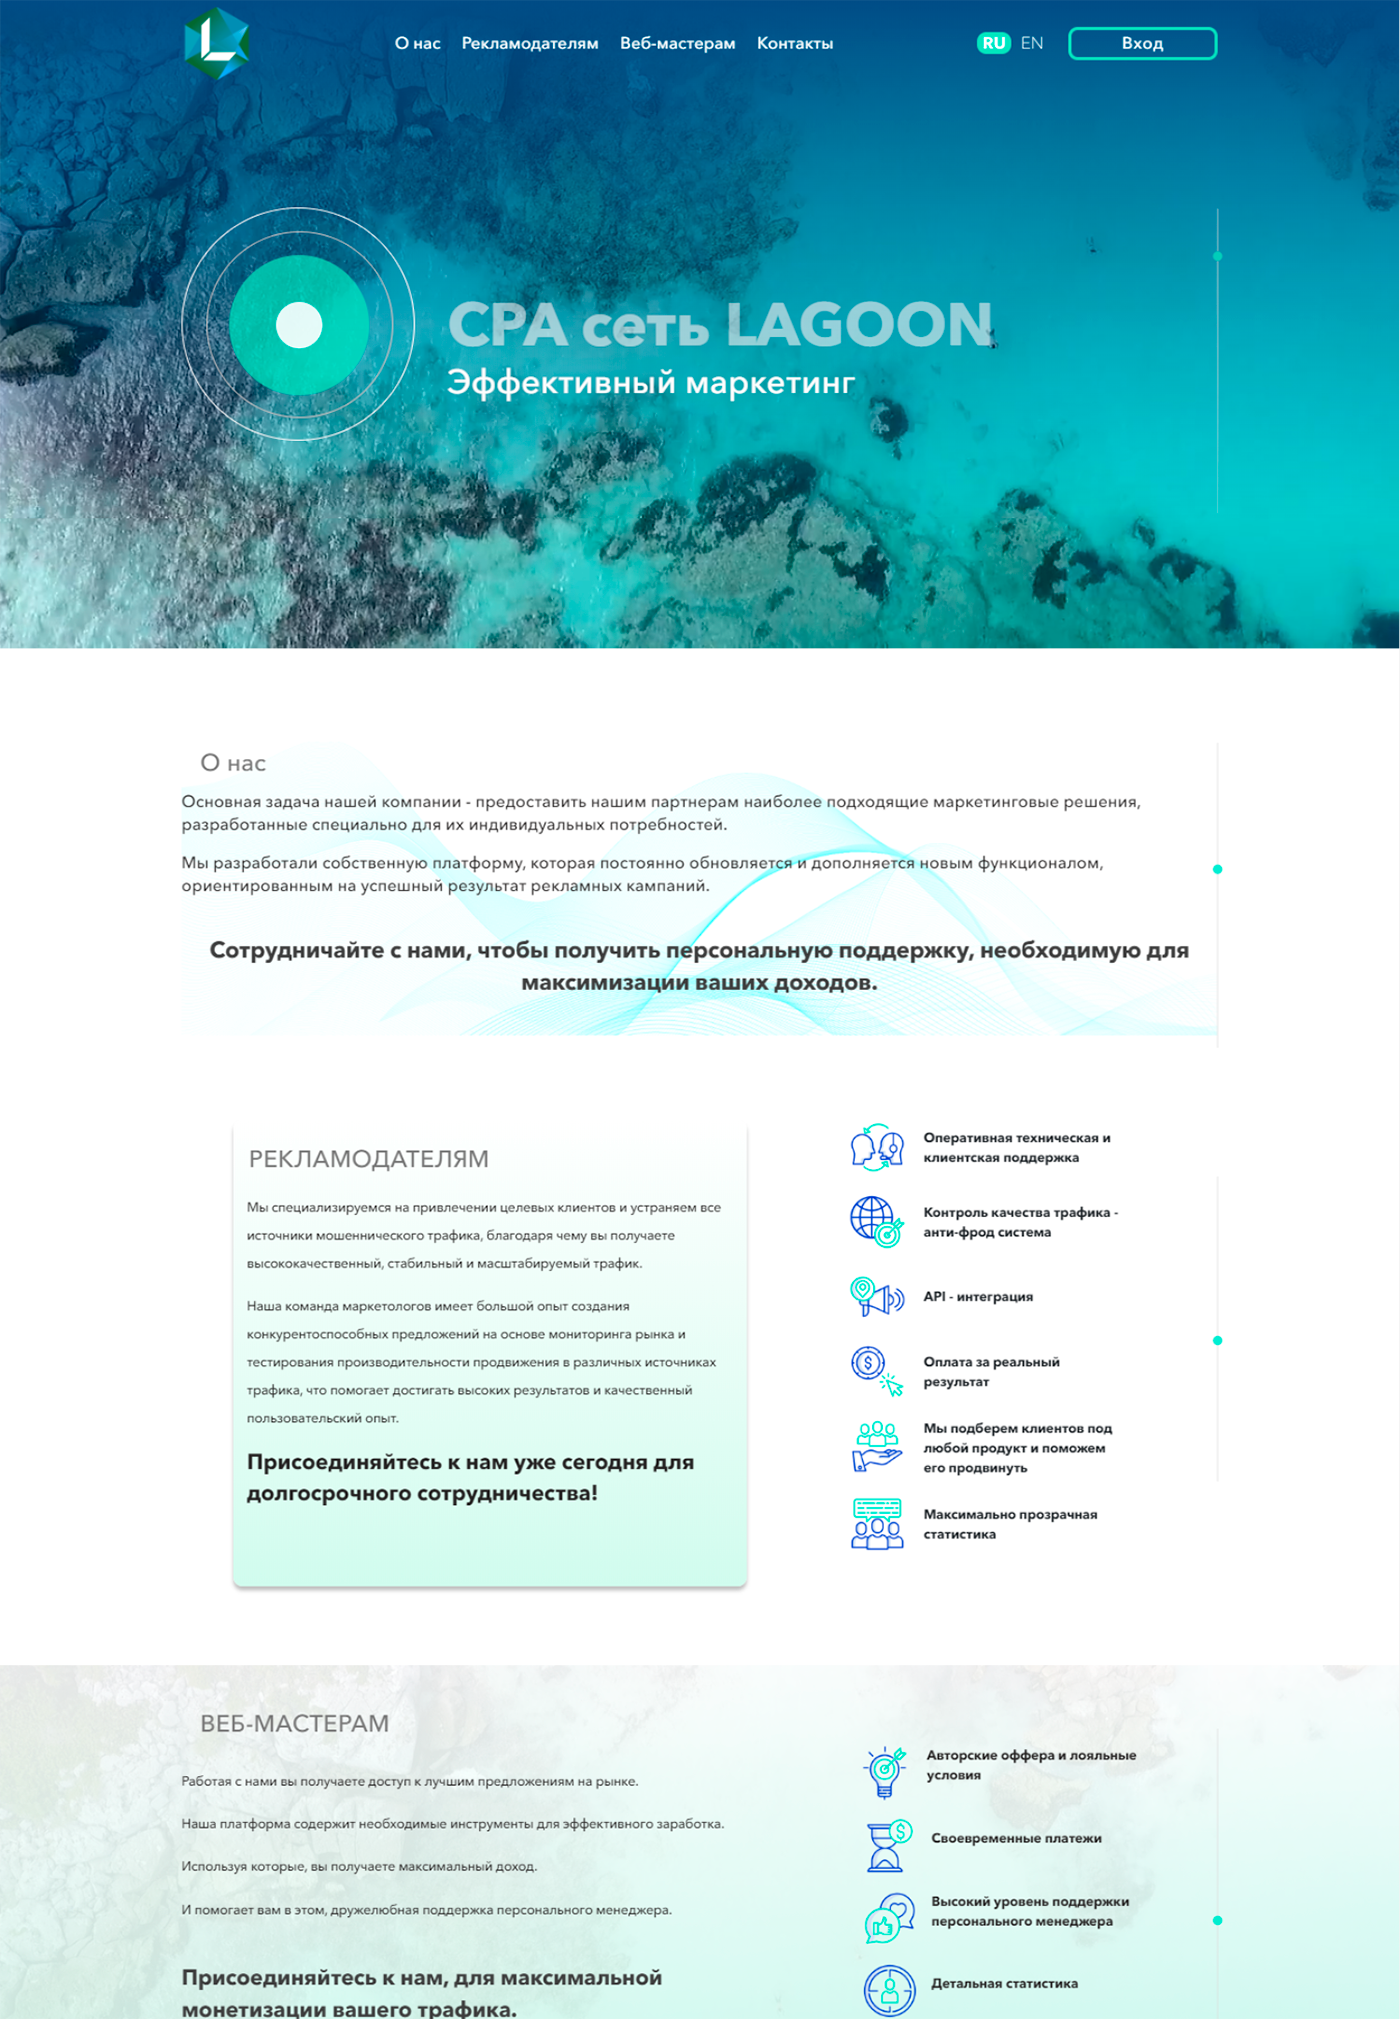 L
О нас Рекламодателям Веб-мастерам Контакты RU EN Вход
CPA сеть LAGOON
Эффективный маркетинг
О нас
Основная задача нашей компании - предоставить нашим партнерам наиболее подходящие маркетинговые решения,
разработанные специально для их индивидуальных потребностей.
Мы разработали собственную платформу, которая постоянно обновляется и дополняется новым функционалом,
ориентированным на успешный результат рекламных кампаний.
Сотрудничайте с нами, чтобы получить персональную поддержку, необходимую для
максимизации ваших доходов.
РЕКЛАМОДАТЕЛЯМ
Мы специализируемся на привлечении целевых клиентов и устраняем все
источники мошеннического трафика, благодаря чему вы получаете
высококачественный, стабильный и масштабируемый трафик.
Наша команда маркетологов имеет большой опыт создания
конкурентоспособных предложений на основе мониторинга рынка и
тестирования производительности продвижения в различных источниках
трафика, что помогает достигать высоких результатов и качественный
пользовательский опыт.
Присоединяйтесь к нам уже сегодня для
долгосрочного сотрудничества!
Оперативная техническая и
клиентская поддержка
Контроль качества трафика -
анти-фрод система
API - интеграция
Оплата за реальный
результат
Мы подберем клиентов под
любой продукт и поможем
его продвинуть
Максимально прозрачная
статистика
ВЕБ-МАСТЕРАМ
Работая с нами вы получаете доступ к лучшим предложениям на рынке.
Наша платформа содержит необходимые инструменты для эффективного заработка.
Используя которые, вы получаете максимальный доход.
И помогает вам в этом, дружелюбная поддержка персонального менеджера.
Присоединяйтесь к нам, для максимальной
монетизации вашего трафика.
Авторские оффера и лояльные
условия
Своевременные платежи
Высокий уровень поддержки
персонального менеджера
Детальная статистика